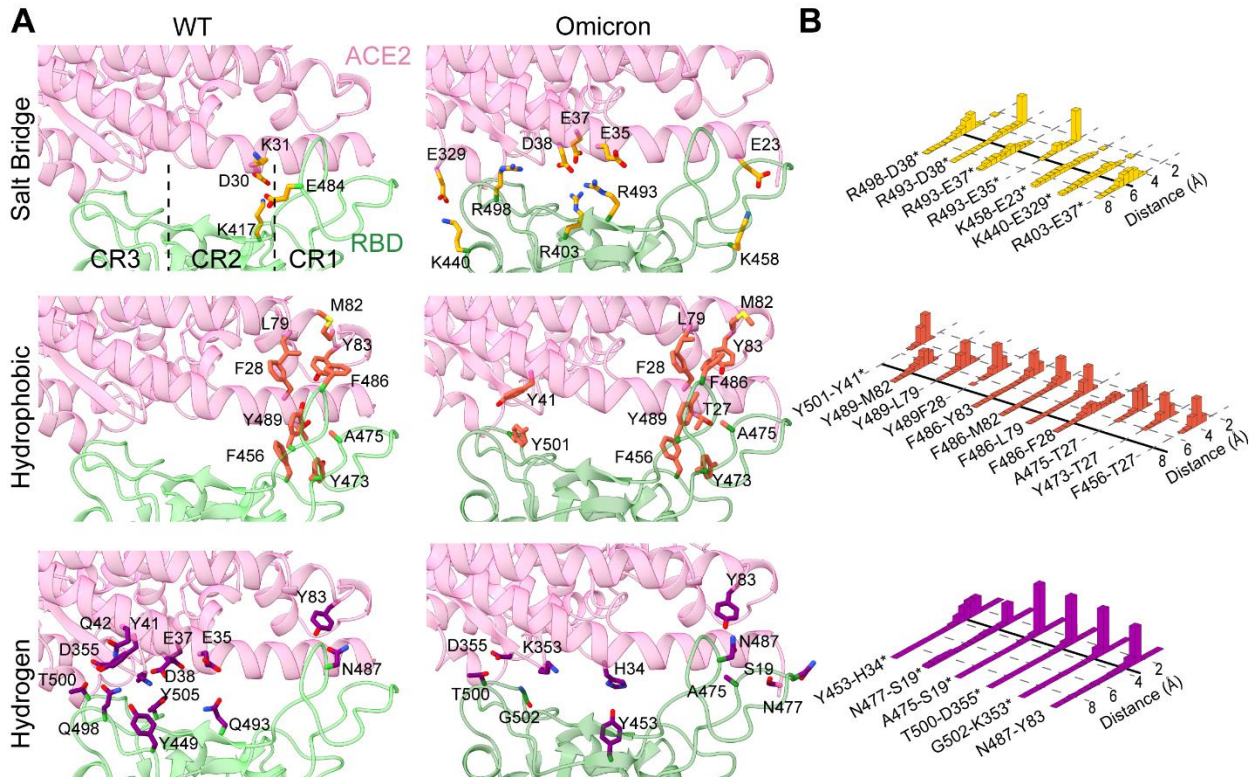 A
WT
Omicron
B
Salt Bridge
ACE2
K31
D30
E484
K417
RBD
CR3
CR2
CR1
E37
D38
E35
E329
E23
R493
R498
R403
K440
K458
R498-D38*
R493-D38*
R493-E37*
R493-E35*
K458-E23*
K440-E329*
R403-E37*
2
4
6
8
Distance (Å)
Hydrophobic
M82
L79
Y83
F28
F486
Y489
A475
F456
Y473
M82
L79
Y83
F28
F486
Y41
Y489
T27
Y501
A475
F456
Y473
Y501-Y41*
Y489-M82
Y489-L79
Y489F28
F486-Y83
F486-M82
F486-L79
F486-F28
A475-T27
Y473-T27
F456-T27
2
4
6
8
Distance (Å)
Hydrogen
Y83
Q42
Y41
E37
E35
D355
D38
N487
T500
Y505
Q498
Q493
Y449
Y83
D355
K353
N487
H34
S19
T500
A475
G502
N477
Y453
Y453-H34*
N477-S19*
A475-S19*
T500-D355*
G502-K353*
N487-Y83
2
4
6
8
Distance (Å)